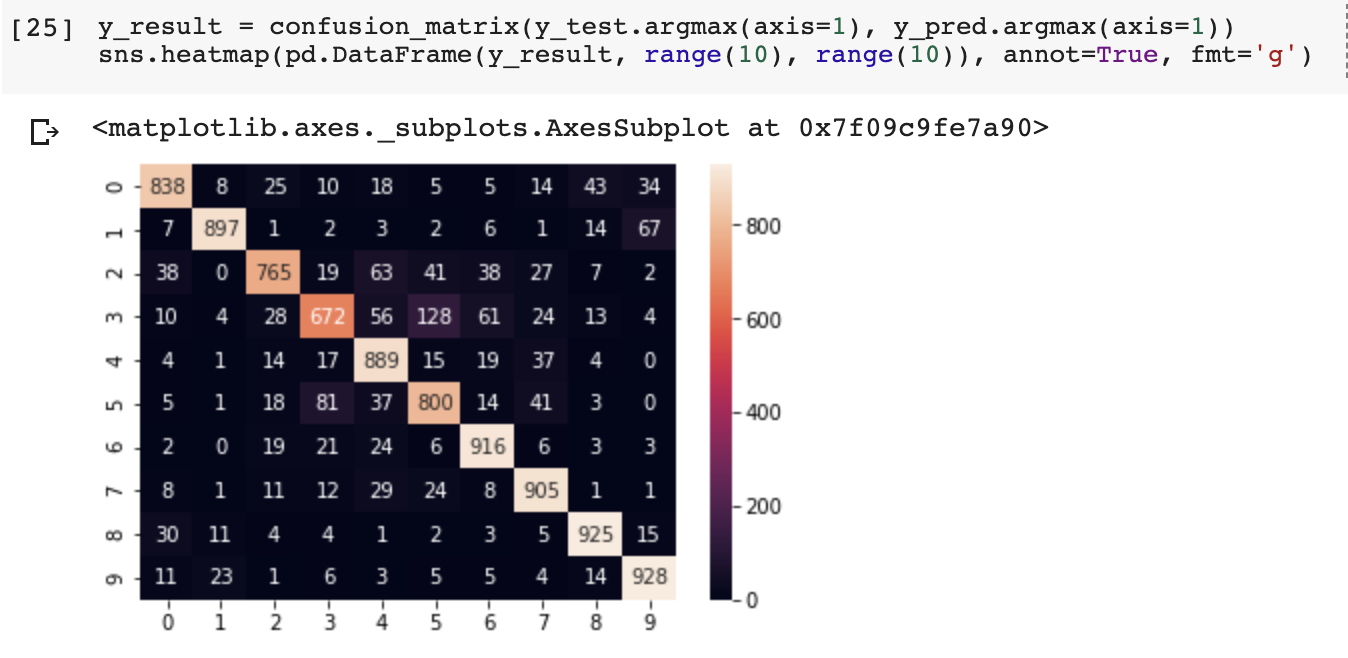 [25] y_result = confusion_matrix(y_test.argmax(axis=1), y_pred.argmax(axis=1))
sns.heatmap(pd.DataFrame(y_result, range(10), range(10)), annot=True, fmt='g')
<matplotlib.axes._subplots.AxesSubplot at 0x7f09c9fe7a90>
0 838 8 25 10 18 5 5 14 43 34
1 7 897 1 2 3 2 6 1 14 67
2 38 0 765 19 63 41 38 27 7 2
3 10 4 28 672 56 128 61 24 13 4
4 4 1 14 17 889 15 19 37 4 0
5 5 1 18 81 37 800 14 41 3 0
6 2 0 19 21 24 6 916 6 3 3
7 8 1 11 12 29 24 8 905 1 1
8 30 11 4 4 1 2 3 5 925 15
9 11 23 1 6 3 5 5 4 14 928
0 1 2 3 4 5 6 7 8 9
800
600
400
200
0